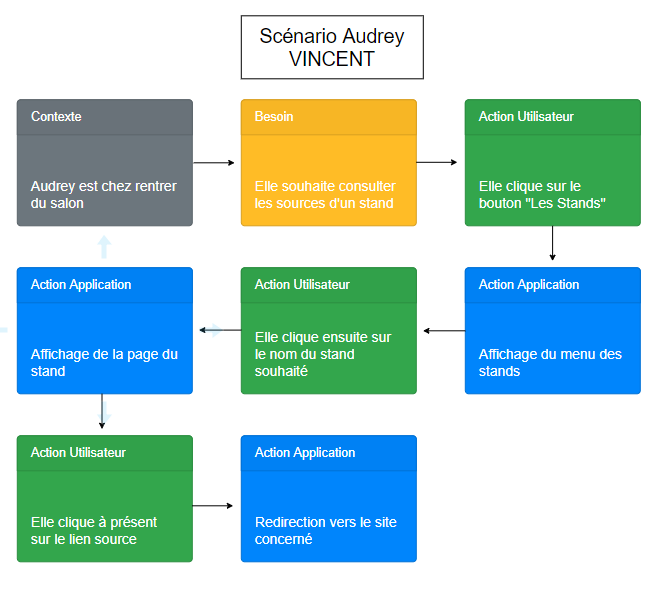 Scénario Audrey
VINCENT
Contexte
Audrey est chez rentrer
du salon
Besoin
Elle souhaite consulter
les sources d'un stand
Action Utilisateur
Elle clique sur le
bouton "Les Stands"
Action Application
Affichage du menu des
stands
Action Utilisateur
Elle clique ensuite sur
le nom du stand
souhaité
Action Application
Affichage de la page du
stand
Action Utilisateur
Elle clique à présent
sur le lien source
Action Application
Redirection vers le site
concerné